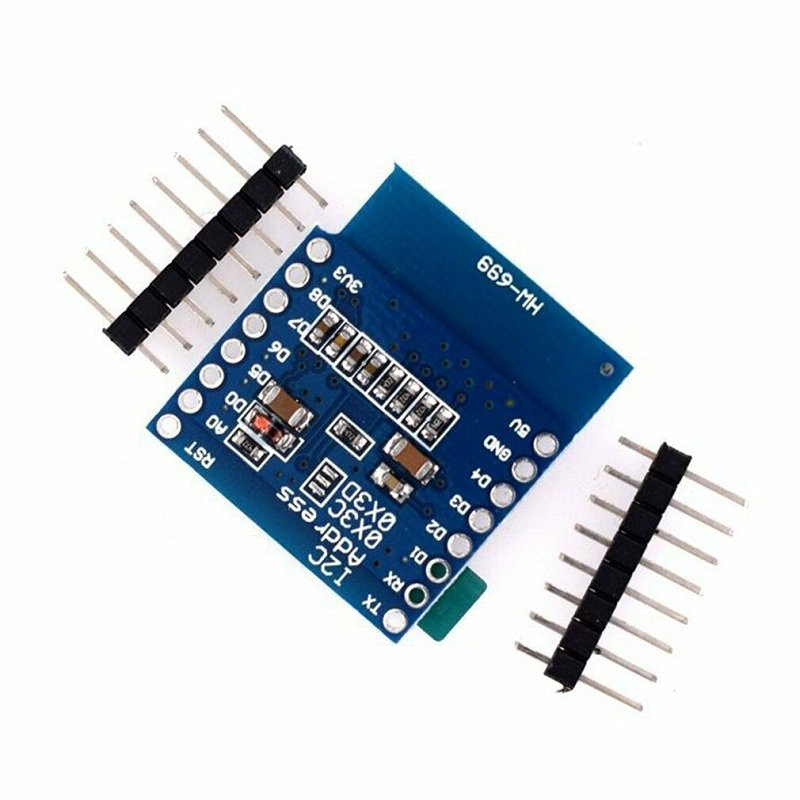 HW-699
3V3
D8
D7
D6
D5
D0
A0
RST
5V
GND
D4
D3
D2
D1
RX
TX
I2C
Address
0X3C
0X3D